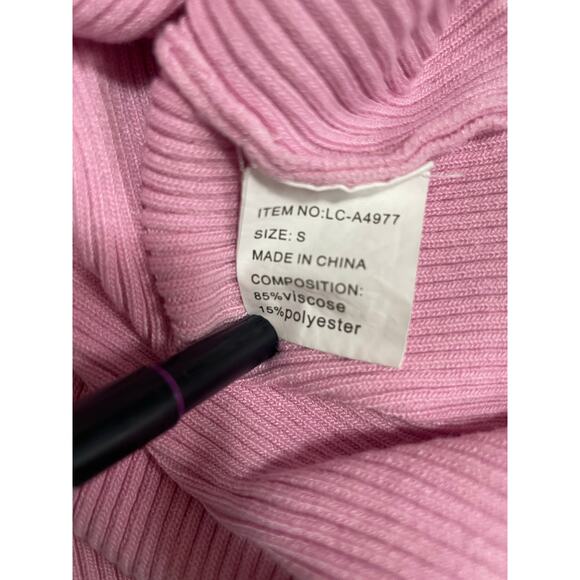 ITEM NO:LC-A4977
SIZE: S
MADE IN CHINA
COMPOSITION:
85%viscose
15%polyester